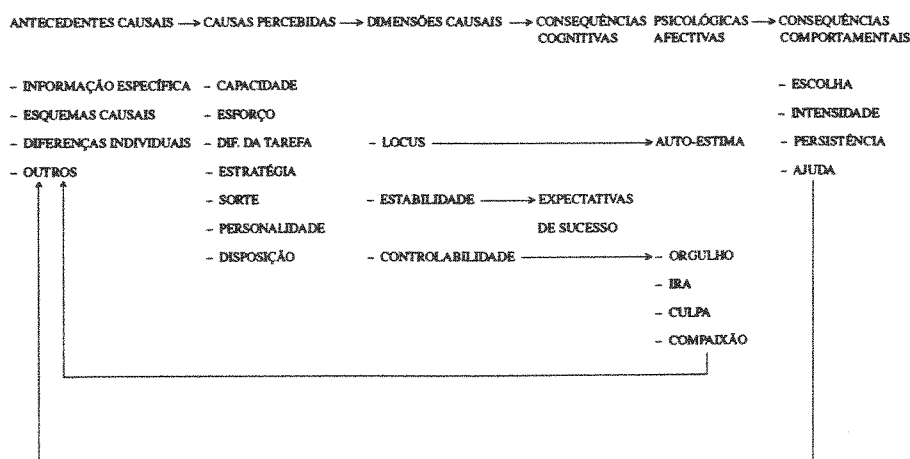 ANTECEDENTES CAUSAIS → CAUSAS PERCEBIDAS → DIMENSÕES CAUSAIS → CONSEQUÊNCIAS PSICOLÓGICAS → CONSEQUÊNCIAS
COGNITIVAS AFECTIVAS COMPORTAMENTAIS
– INFORMAÇÃO ESPECÍFICA – CAPACIDADE – ESCOLHA
– ESQUEMAS CAUSAIS – ESFORÇO – INTENSIDADE
– DIFERENÇAS INDIVIDUAIS – DIF. DA TAREFA – LOCUS → AUTO-ESTIMA – PERSISTÊNCIA
– OUTROS – ESTRATÉGIA – AJUDA
– SORTE – ESTABILIDADE → EXPECTATIVAS
– PERSONALIDADE DE SUCESSO
– DISPOSIÇÃO – CONTROLABILIDADE → – ORGULHO
– IRA
– CULPA
– COMPAIXÃO